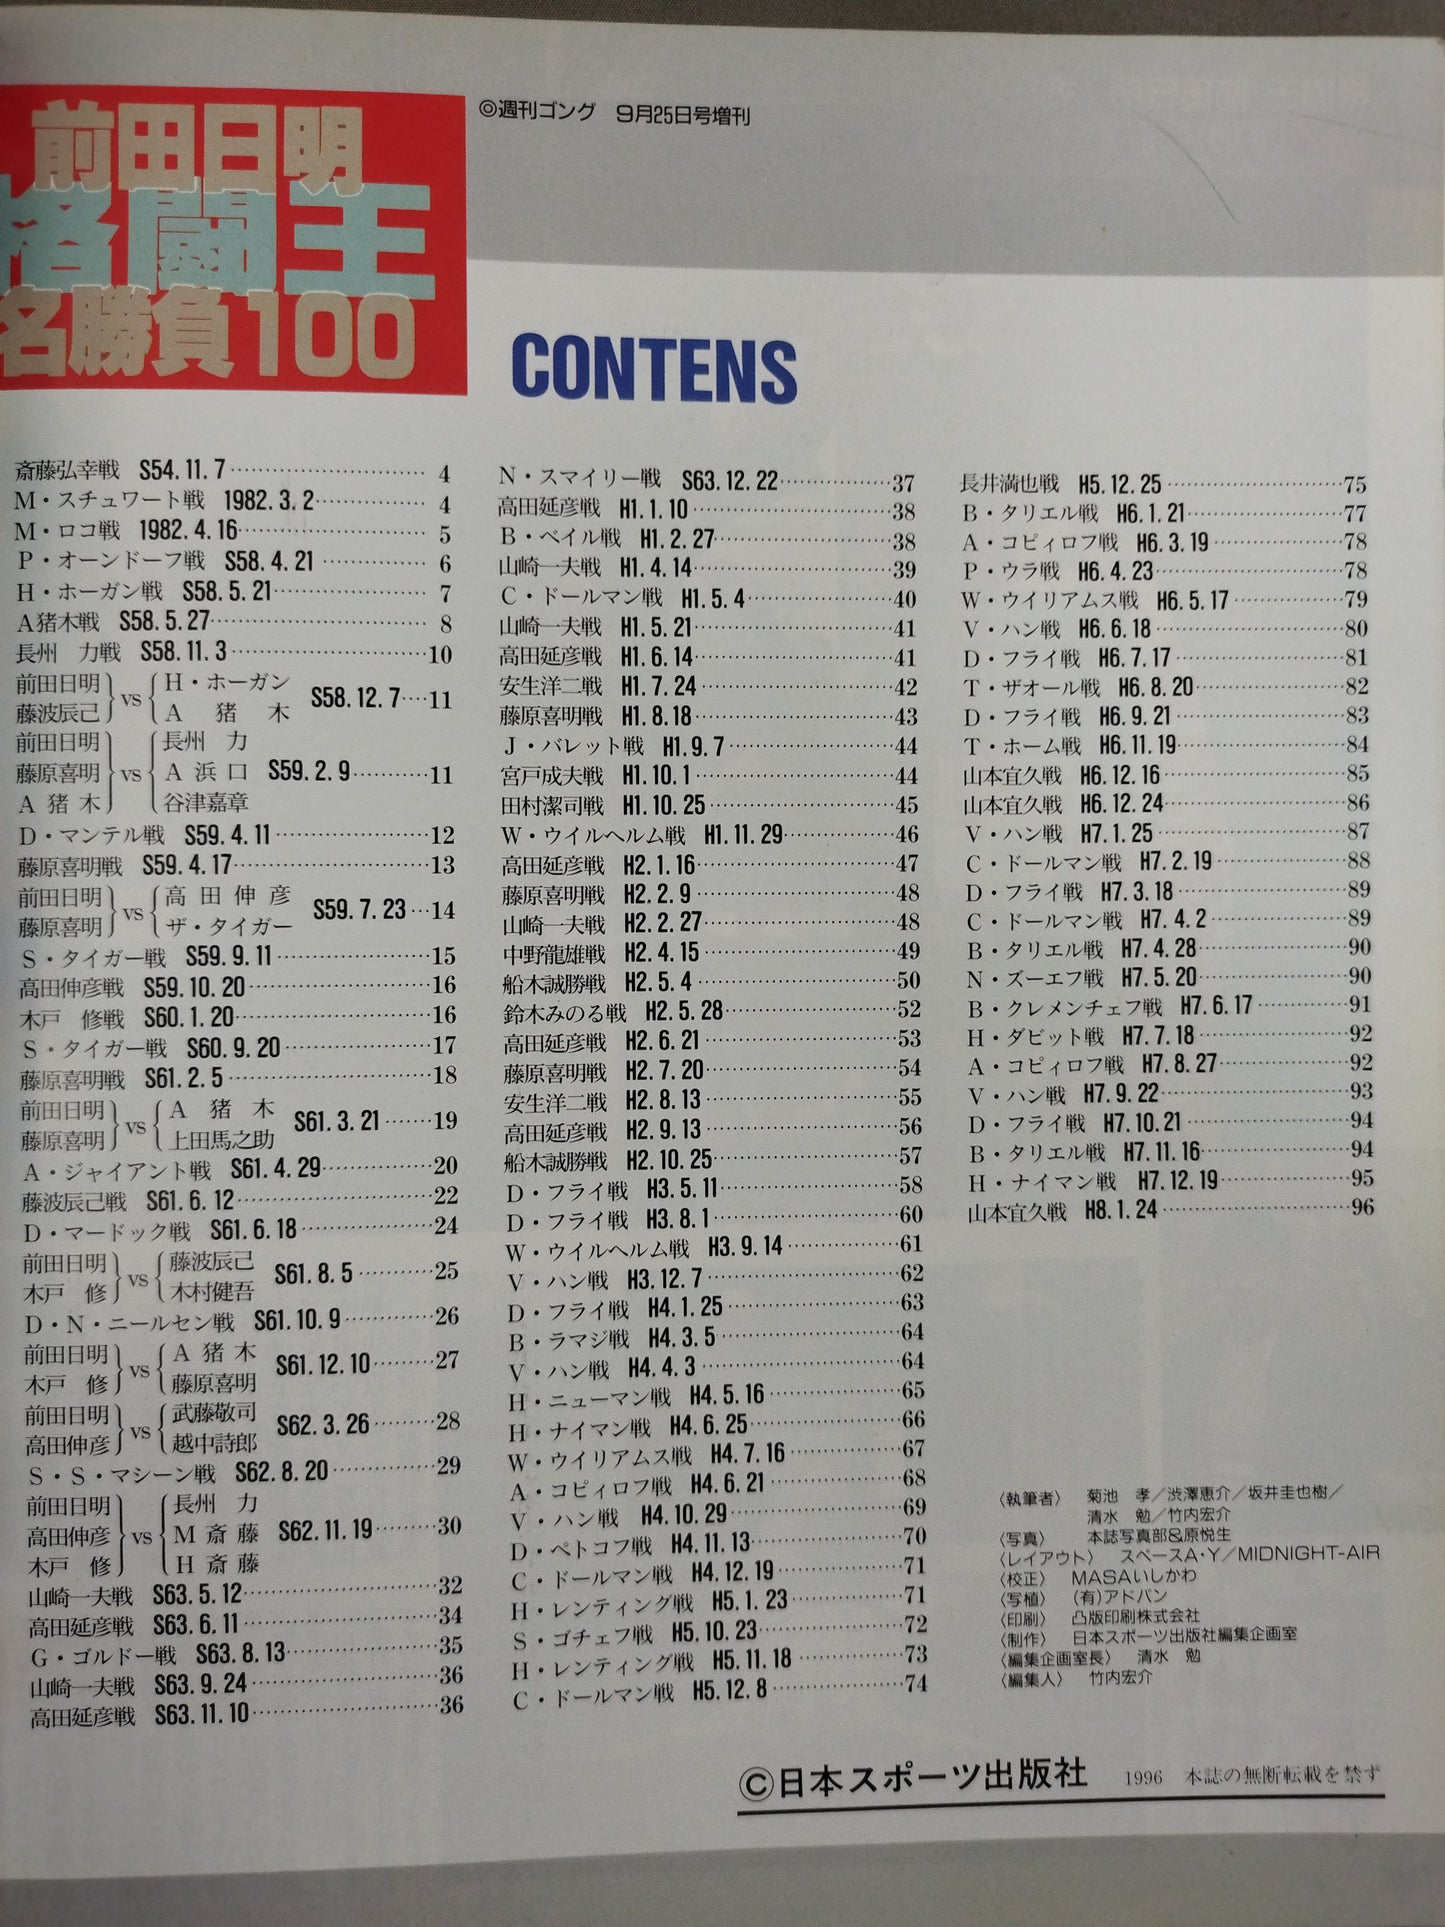 ◎週刊ゴング 9月25日号増刊
前田日明
格闘王
名勝負100
CONTENS
斎藤弘幸戦 S54.11.7 4
M・スチュワート戦 1982.3.2 4
M・ロコ戦 1982.4.16 5
P・オーンドーフ戦 S58.4.21 6
H・ホーガン戦 S58.5.21 7
A猪木戦 S58.5.27 8
長州 力戦 S58.11.3 10
前田日明 藤波辰己 vs H・ホーガン A猪木 S58.12.7 11
前田日明 藤原喜明 A猪木 vs 長州 力 A浜口 谷津嘉章 S59.2.9 11
D・マンテル戦 S59.4.11 12
藤原喜明戦 S59.4.17 13
前田日明 藤原喜明 vs 高田伸彦 ザ・タイガー S59.7.23 14
S・タイガー戦 S59.9.11 15
高田伸彦戦 S59.10.20 16
木戸 修戦 S60.1.20 16
S・タイガー戦 S60.9.20 17
藤原喜明戦 S61.2.5 18
前田日明 藤原喜明 vs A猪木 上田馬之助 S61.3.21 19
A・ジャイアント戦 S61.4.29 20
藤波辰己戦 S61.6.12 22
D・マードック戦 S61.6.18 24
前田日明 木戸 修 vs 藤波辰己 木村健吾 S61.8.5 25
D・N・ニールセン戦 S61.10.9 26
前田日明 木戸 修 vs A猪木 藤原喜明 S61.12.10 27
前田日明 高田伸彦 vs 武藤敬司 越中詩郎 S62.3.26 28
S・S・マシーン戦 S62.8.20 29
前田日明 高田伸彦 木戸 修 vs 長州 力 M斎藤 H斎藤 S62.11.19 30
山崎一夫戦 S63.5.12 32
高田延彦戦 S63.6.11 34
G・ゴルドー戦 S63.8.13 35
山崎一夫戦 S63.9.24 36
高田延彦戦 S63.11.10 36
N・スマイリー戦 S63.12.22 37
高田延彦戦 H1.1.10 38
B・ベイル戦 H1.2.27 38
山崎一夫戦 H1.4.14 39
C・ドールマン戦 H1.5.4 40
山崎一夫戦 H1.5.21 41
高田延彦戦 H1.6.14 41
安生洋二戦 H1.7.24 42
藤原喜明戦 H1.8.18 43
J・バレット戦 H1.9.7 44
宮戸成夫戦 H1.10.1 44
田村潔司戦 H1.10.25 45
W・ウイルヘルム戦 H1.11.29 46
高田延彦戦 H2.1.16 47
藤原喜明戦 H2.2.9 48
山崎一夫戦 H2.2.27 48
中野龍雄戦 H2.4.15 49
船木誠勝戦 H2.5.4 50
鈴木みのる戦 H2.5.28 52
高田延彦戦 H2.6.21 53
藤原喜明戦 H2.7.20 54
安生洋二戦 H2.8.13 55
高田延彦戦 H2.9.13 56
船木誠勝戦 H2.10.25 57
D・フライ戦 H3.5.11 58
D・フライ戦 H3.8.1 60
W・ウイルヘルム戦 H3.9.14 61
V・ハン戦 H3.12.7 62
D・フライ戦 H4.1.25 63
B・ラマジ戦 H4.3.5 64
V・ハン戦 H4.4.3 64
H・ニューマン戦 H4.5.16 65
H・ナイマン戦 H4.6.25 66
W・ウイリアムス戦 H4.7.16 67
A・コピィロフ戦 H4.6.21 68
V・ハン戦 H4.10.29 69
D・ペトコフ戦 H4.11.13 70
C・ドールマン戦 H4.12.19 71
H・レンティング戦 H5.1.23 71
S・ゴチェフ戦 H5.10.23 72
H・レンティング戦 H5.11.18 73
C・ドールマン戦 H5.12.8 74
長井満也戦 H5.12.25 75
B・タリエル戦 H6.1.21 77
A・コピィロフ戦 H6.3.19 78
P・ウラ戦 H6.4.23 78
W・ウイリアムス戦 H6.5.17 79
V・ハン戦 H6.6.18 80
D・フライ戦 H6.7.17 81
T・ザオール戦 H6.8.20 82
D・フライ戦 H6.9.21 83
T・ホーム戦 H6.11.19 84
山本宜久戦 H6.12.16 85
山本宜久戦 H6.12.24 86
V・ハン戦 H7.1.25 87
C・ドールマン戦 H7.2.19 88
D・フライ戦 H7.3.18 89
C・ドールマン戦 H7.4.2 89
B・タリエル戦 H7.4.28 90
N・ズーエフ戦 H7.5.20 90
B・クレメンチェフ戦 H7.6.17 91
H・ダビット戦 H7.7.18 92
A・コピィロフ戦 H7.8.27 92
V・ハン戦 H7.9.22 93
D・フライ戦 H7.10.21 94
B・タリエル戦 H7.11.16 94
H・ナイマン戦 H7.12.19 95
山本宜久戦 H8.1.24 96
〈執筆者〉 菊池 孝／渋澤恵介／坂井圭也樹／
清水 勉／竹内宏介
〈写真〉 本誌写真部&原悦生
〈レイアウト〉 スペースA・Y／MIDNIGHT-AIR
〈校正〉 MASAいしかわ
〈写植〉 (有)アドバン
〈印刷〉 凸版印刷株式会社
〈制作〉 日本スポーツ出版社編集企画室
〈編集企画室長〉 清水 勉
〈編集人〉 竹内宏介
©日本スポーツ出版社 1996 本誌の無断転載を禁ず